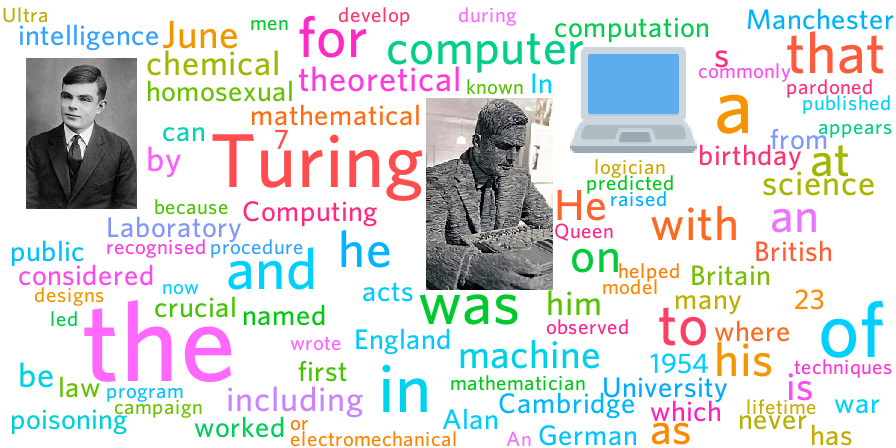 Ultra
intelligence
June
men
for
develop
during
computer
computation
Manchester
that
s
commonly
chemical
theoretical
known
In
pardoned
homosexual
published
mathematical
a
appears
can
7
by
Turing
from
birthday
at
logician
predicted
science
because
Computing
He
raised
Laboratory
Queen
with
an
recognised
procedure
he
public
on
British
considered
and
helped
Britain
designs
now
acts
model
crucial
named
was
him
many
23
led
the
observed
to
where
of
wrote
England
machine
1954
his
techniques
be
first
in
mathematician
University
is
law
program
campaign
including
Cambridge
which
lifetime
war
poisoning
worked
or
electromechanical
Alan
An
German
as
never
has